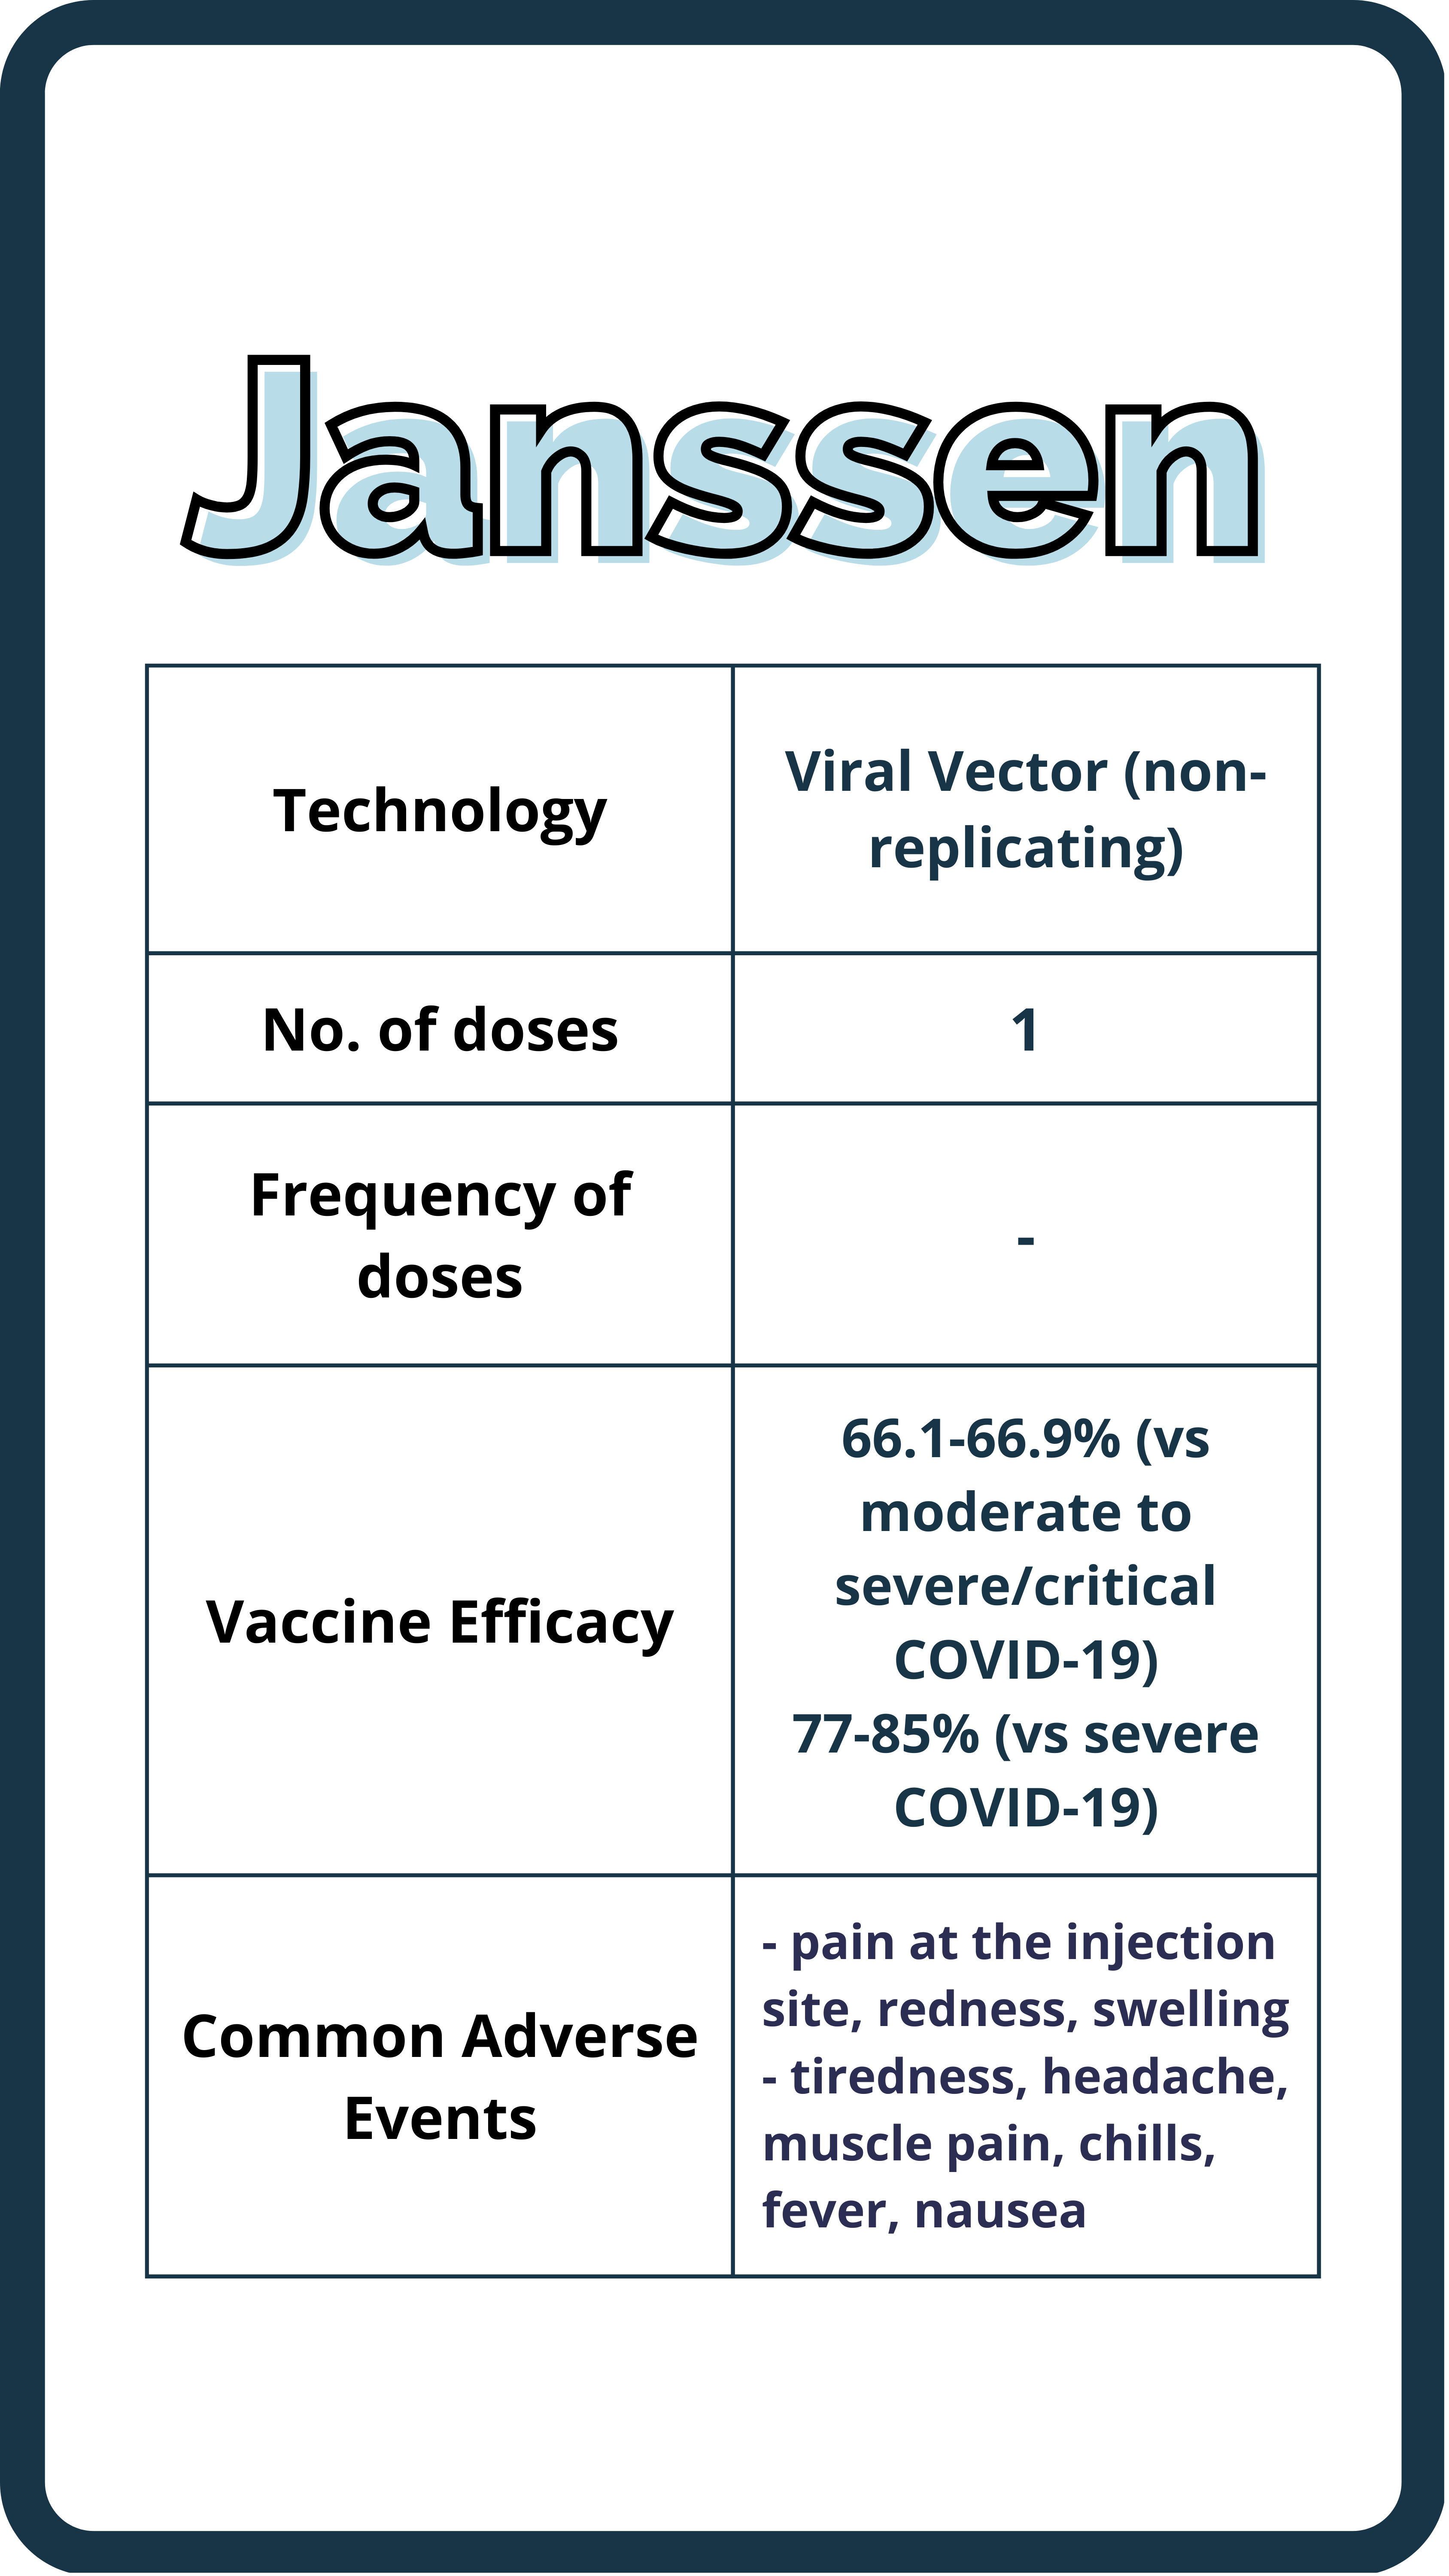 Janssen
Technology
Viral Vector (non-
replicating)
No. of doses
1
Frequency of
doses
-
Vaccine Efficacy
66.1-66.9% (vs
moderate to
severe/critical
COVID-19)
77-85% (vs severe
COVID-19)
Common Adverse
Events
- pain at the injection
site, redness, swelling
- tiredness, headache,
muscle pain, chills,
fever, nausea